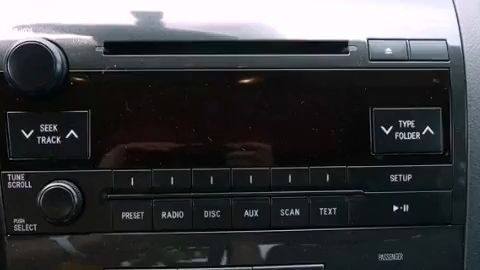 SEEK
TRACK
TYPE
FOLDER
TUNE
SCROLL
PUSH
SELECT
SETUP
PRESET
RADIO
DISC
AUX
SCAN
TEXT
PASSENGER